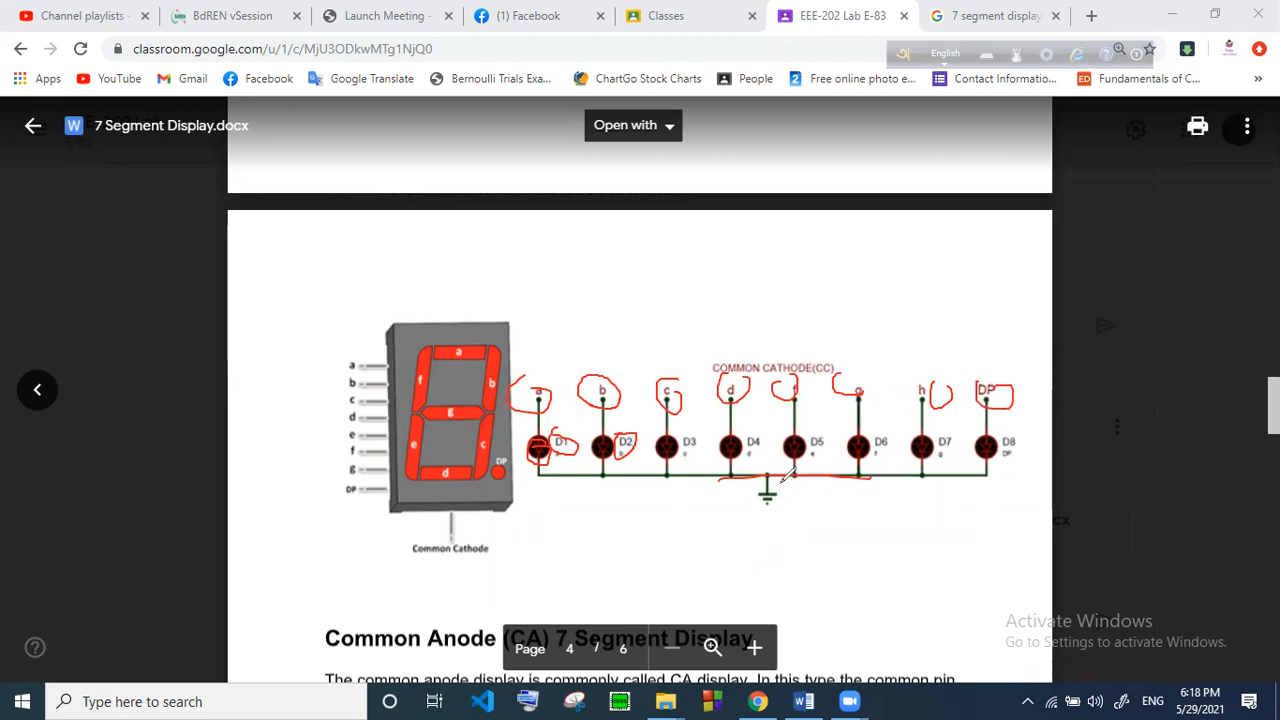 Channel playlists - BdREN vSession Launch Meeting - (1) Facebook Classes EEE-202 Lab E-83 7 segment display
classroom.google.com/u/1/c/MjU3ODkwMTg1NjQ0
English
Apps YouTube Gmail Facebook Google Translate Bernoulli Trials Exa... ChartGo Stock Charts People Free online photo e... Contact Informatio... Fundamentals of C...
W 7 Segment Display.docx Open with
COMMON CATHODE(CC)
a b c d f g h DP
D1 D2 D3 D4 D5 D6 D7 D8
b c d e f g DP
a
b
c
d
e
f
g
DP
a
f b
g
e c
d DP
Common Cathode
Common Anode (CA) 7 Segment Display
Page 4 / 6
The common anode display is commonly called CA display. In this type the common pin
Activate Windows
Go to Settings to activate Windows.
Type here to search
ENG
6:18 PM
5/29/2021